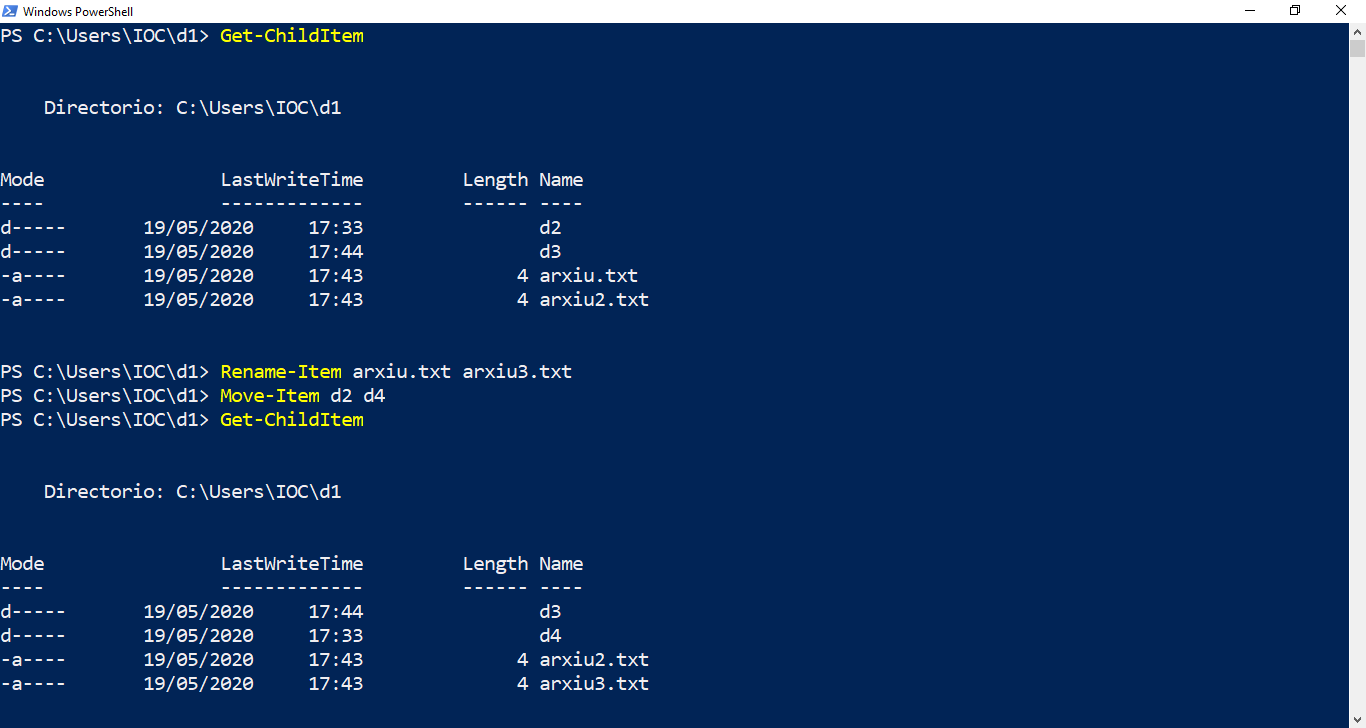 Windows PowerShell
PS C:\Users\IOC\d1> Get-ChildItem
    Directorio: C:\Users\IOC\d1
Mode                LastWriteTime         Length Name
----                -------------         ------ ----
d-----       19/05/2020     17:33                d2
d-----       19/05/2020     17:44                d3
-a----       19/05/2020     17:43              4 arxiu.txt
-a----       19/05/2020     17:43              4 arxiu2.txt
PS C:\Users\IOC\d1> Rename-Item arxiu.txt arxiu3.txt
PS C:\Users\IOC\d1> Move-Item d2 d4
PS C:\Users\IOC\d1> Get-ChildItem
    Directorio: C:\Users\IOC\d1
Mode                LastWriteTime         Length Name
----                -------------         ------ ----
d-----       19/05/2020     17:44                d3
d-----       19/05/2020     17:33                d4
-a----       19/05/2020     17:43              4 arxiu2.txt
-a----       19/05/2020     17:43              4 arxiu3.txt